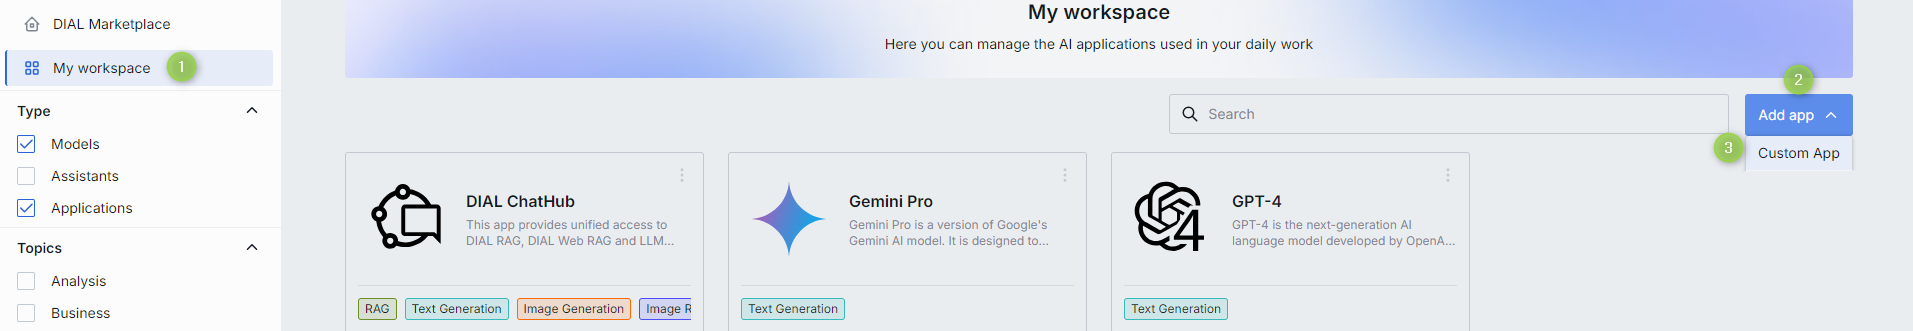 DIAL Marketplace
My workspace
1
Type
Models
Assistants
Applications
Topics
Analysis
Business
My workspace
Here you can manage the AI applications used in your daily work
Search
2
Add app
3
Custom App
DIAL ChatHub
This app provides unified access to
DIAL RAG, DIAL Web RAG and LLM...
RAG
Text Generation
Image Generation
Image R
Gemini Pro
Gemini Pro is a version of Google's
Gemini AI model. It is designed to...
Text Generation
GPT-4
GPT-4 is the next-generation AI
language model developed by OpenA...
4
Text Generation